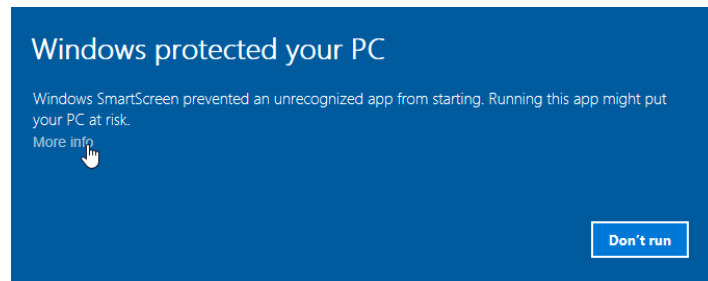 Windows protected your PC
Windows SmartScreen prevented an unrecognized app from starting. Running this app might put
your PC at risk.
More info
Don't run